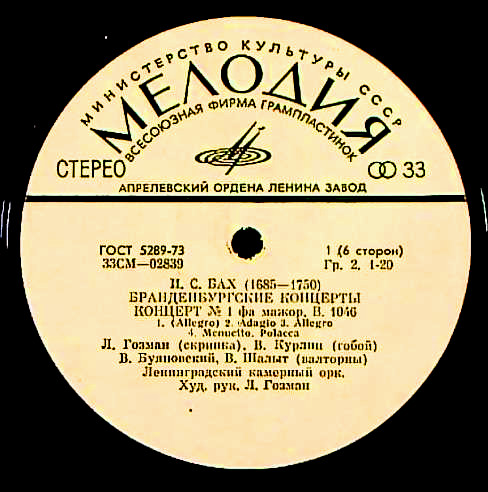 МИНИСТЕРСТВО КУЛЬТУРЫ СССР
МЕЛОДИЯ
ВСЕСОЮЗНАЯ ФИРМА ГРАМПЛАСТИНОК
СТЕРЕО
33
АПРЕЛЕВСКИЙ ОРДЕНА ЛЕНИНА ЗАВОД
ГОСТ 5289-73
1 (6 сторон)
33СМ—02839
Гр. 2. 1-20
И. С. БАХ (1685—1750)
БРАНДЕНБУРГСКИЕ КОНЦЕРТЫ
КОНЦЕРТ № 1 фа мажор, В. 1046
1. (Allegro) 2. Adagio 3. Allegro
4. Menuetto. Polacca
Л. Гозман (скрипка), В. Курлин (гобой)
В. Буяновский, В. Шалыт (валторны)
Ленинградский камерный орк.
Худ. рук. Л. Гозман